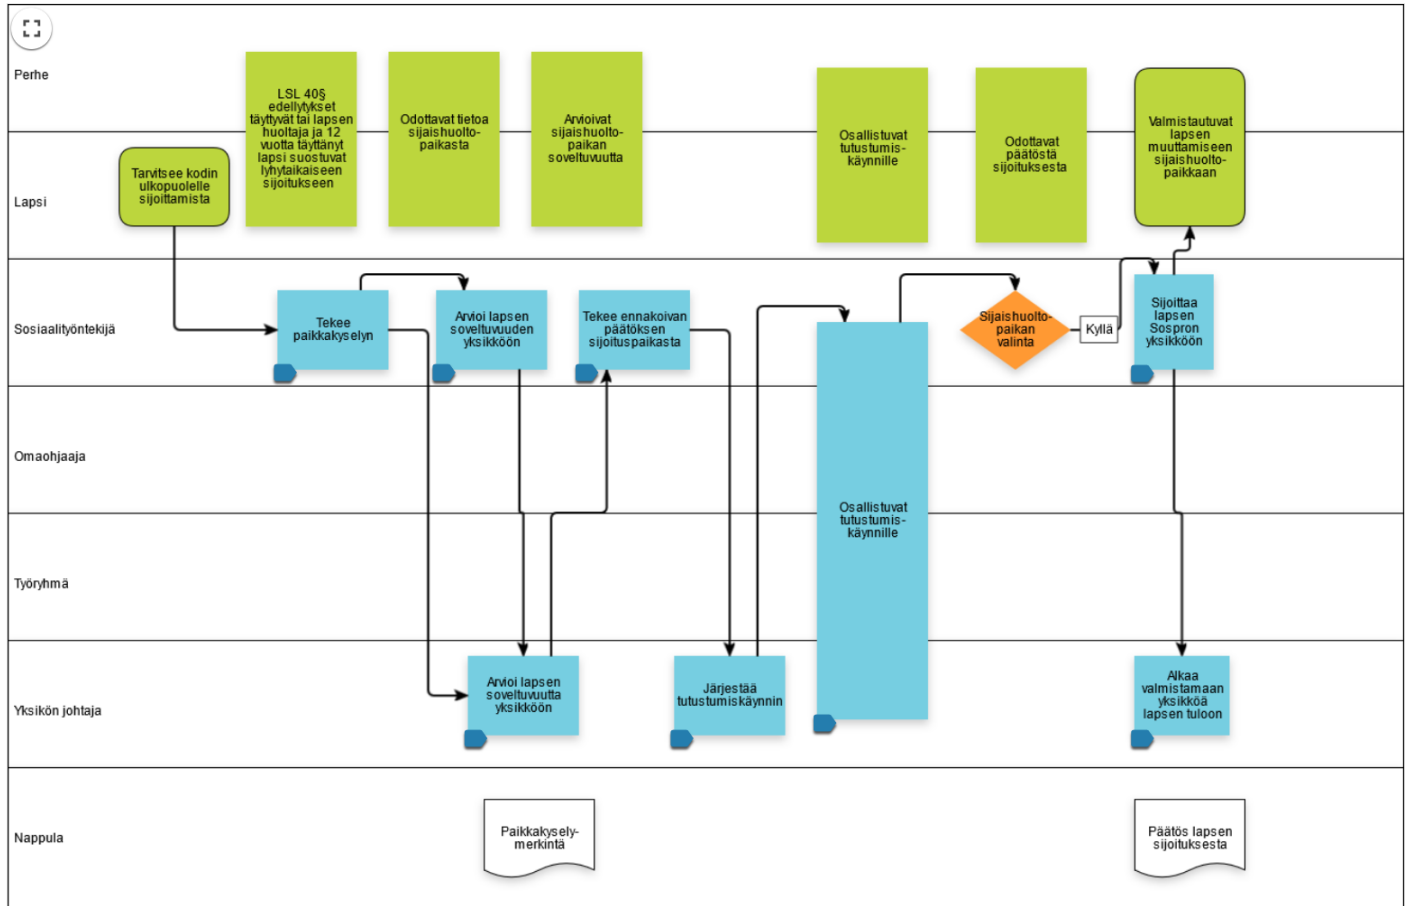 Perhe
LSL 40§
edellytykset
täyttyvät tai lapsen
huoltaja ja 12
vuotta täyttänyt
lapsi suostuvat
lyhytaikaiseen
sijoitukseen
Odottavat tietoa
sijaishuolto-
paikasta
Arvioivat
sijaishuolto-
paikan
soveltuvuutta
Osallistuvat
tutustumis-
käynnille
Odottavat
päätöstä
sijoituksesta
Valmistautuvat
lapsen
muuttamiseen
sijaishuolto-
paikkaan
Lapsi
Tarvitsee kodin
ulkopuolelle
sijoittamista
Sosiaalityöntekijä
Tekee
paikkakyselyn
Arvioi lapsen
soveltuvuuden
yksikköön
Tekee ennakoivan
päätöksen
sijoituspaikasta
Sijaishuolto-
paikan
valinta
Kyllä
Sijoittaa
lapsen
Sospron
yksikköön
Omaohjaaja
Osallistuvat
tutustumis-
käynnille
Työryhmä
Yksikön johtaja
Arvioi lapsen
soveltuvuutta
yksikköön
Järjestää
tutustumiskäynnin
Alkaa
valmistamaan
yksikköä
lapsen tuloon
Nappula
Paikkakysely-
merkintä
Päätös lapsen
sijoituksesta